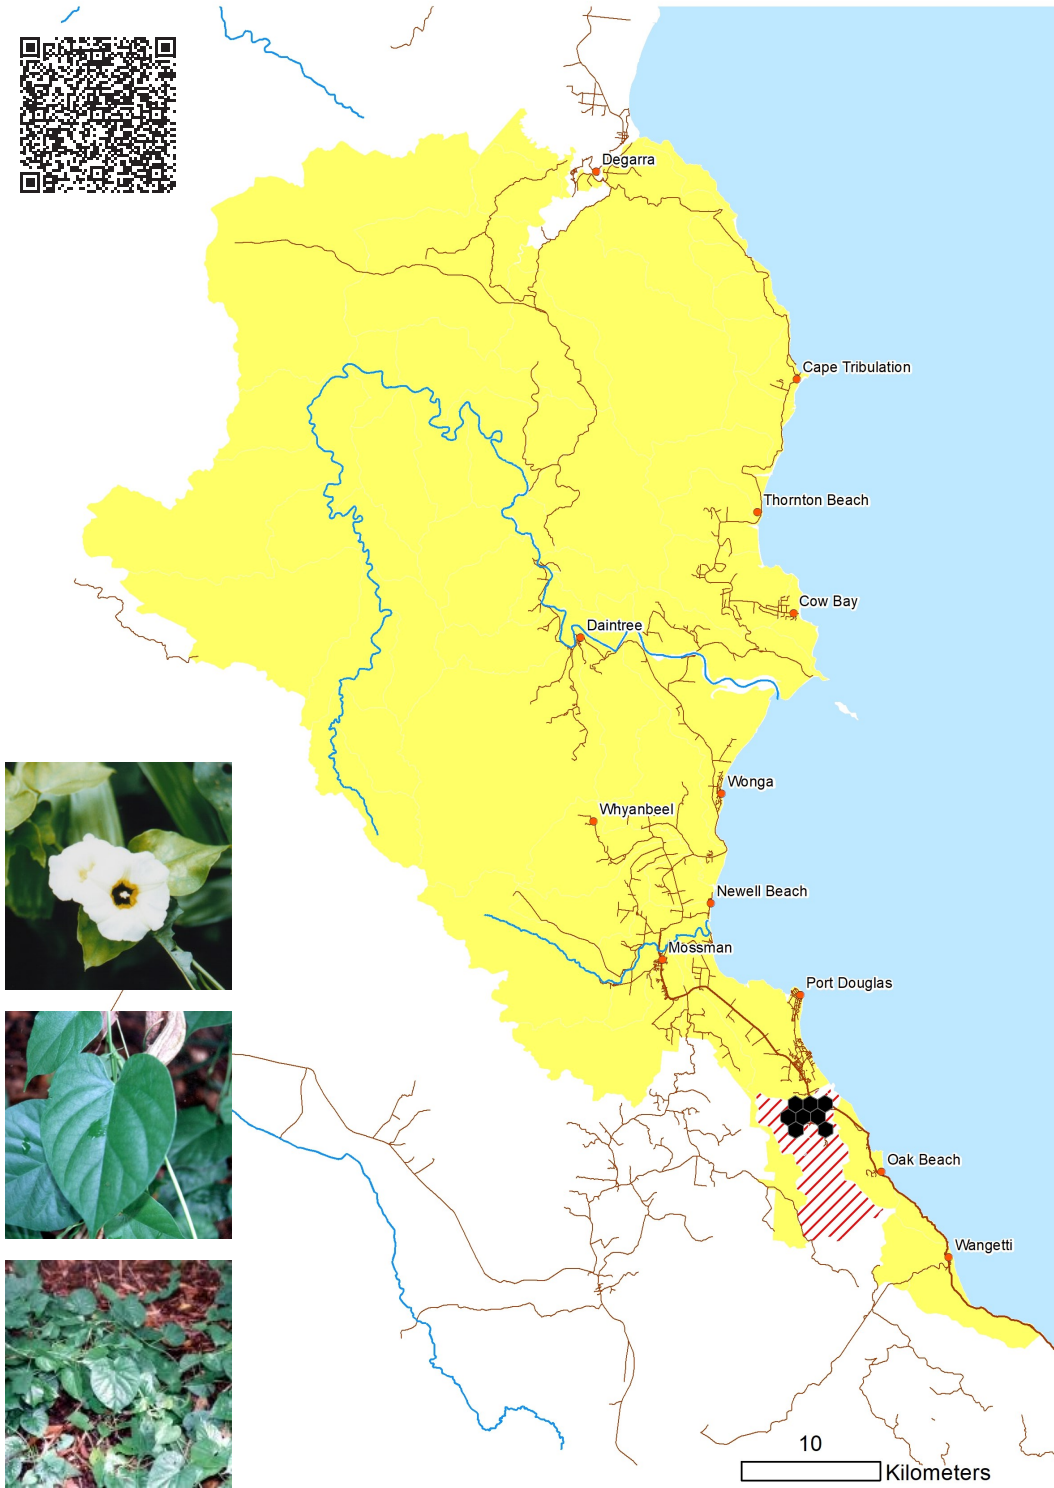 Degarra
Cape Tribulation
Thornton Beach
Cow Bay
Daintree
Wonga
Whyanbeel
Newell Beach
Mossman
Port Douglas
Oak Beach
Wangetti
10
Kilometers